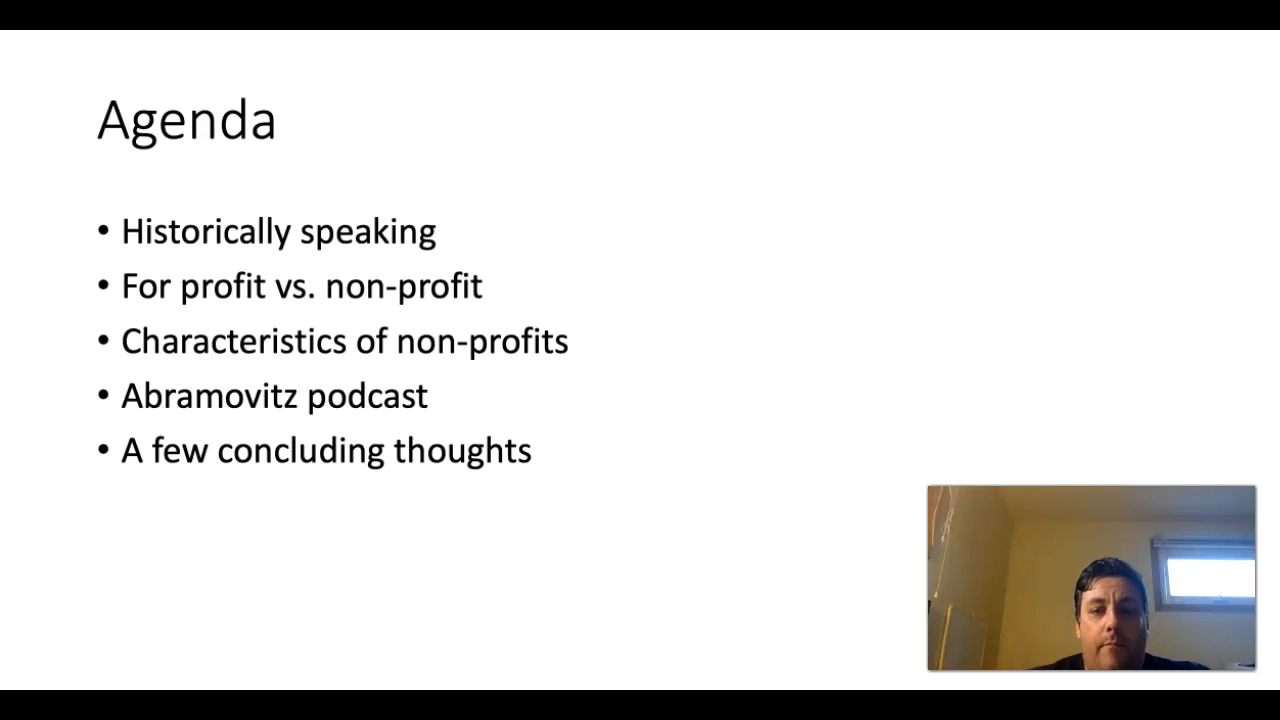 Agenda
• Historically speaking
• For profit vs. non-profit
• Characteristics of non-profits
• Abramovitz podcast
• A few concluding thoughts